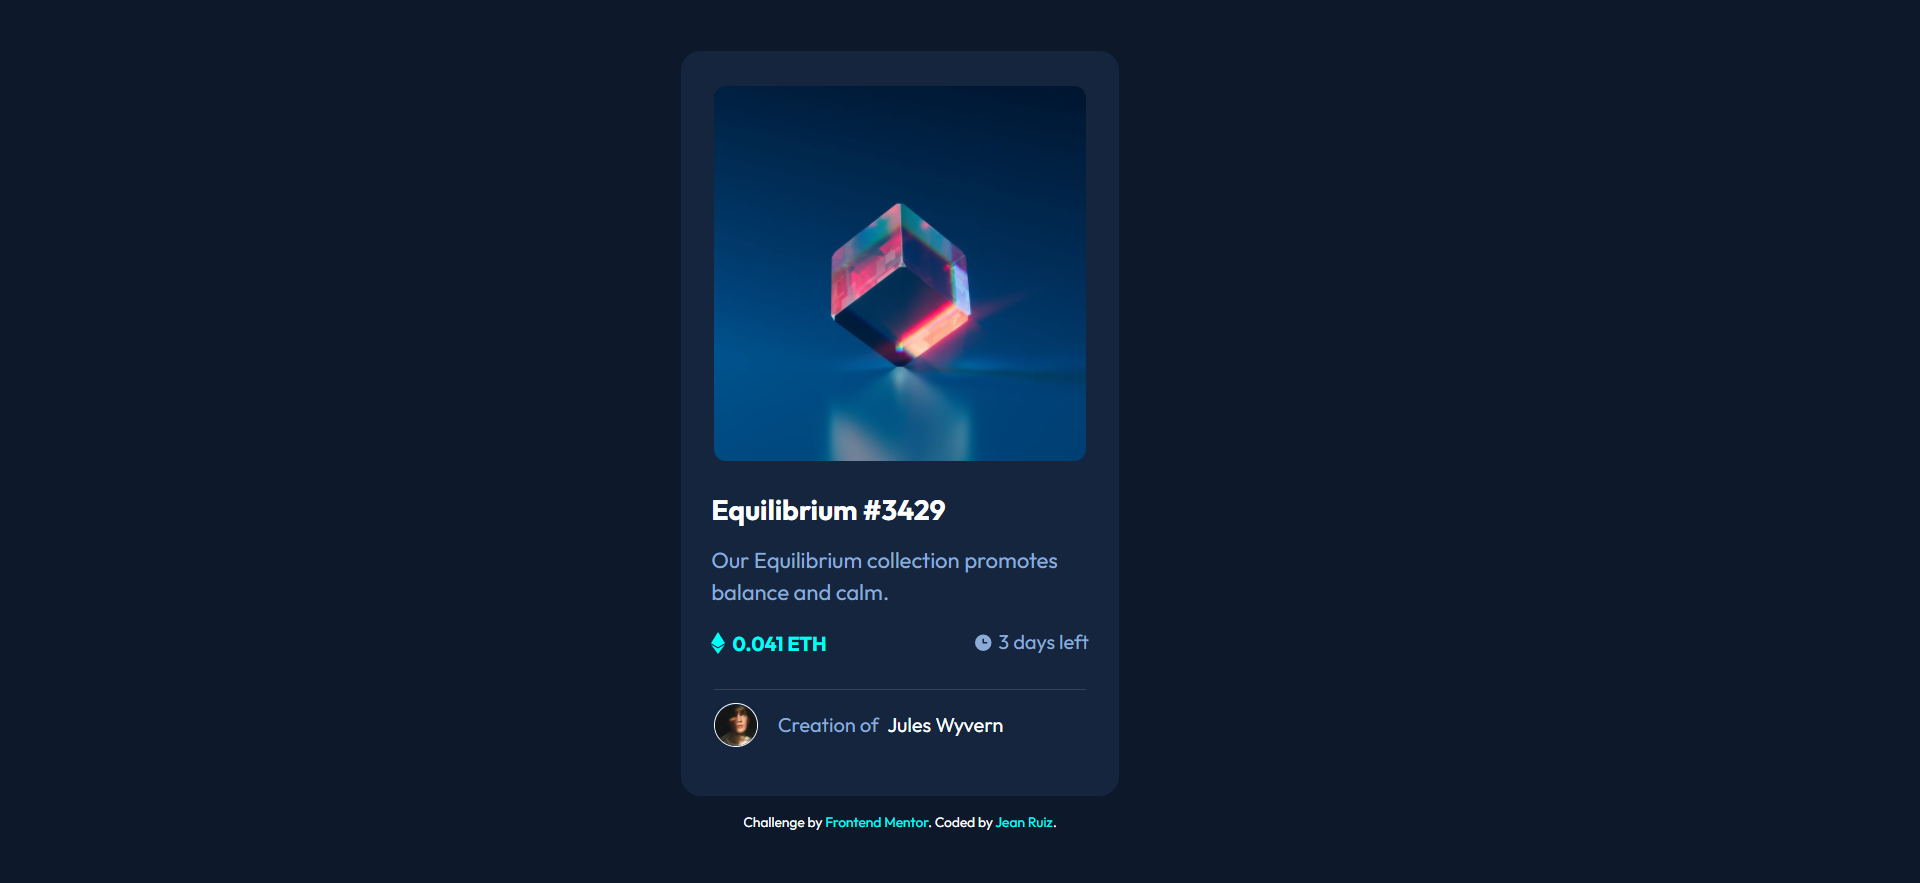 Equilibrium #3429
Our Equilibrium collection promotes
balance and calm.
0.041 ETH 3 days left
Creation of Jules Wyvern
Challenge by Frontend Mentor. Coded by Jean Ruiz.